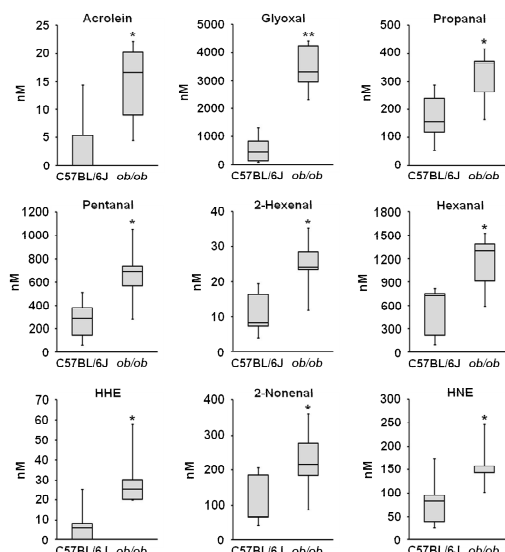 Acrolein
25
20
15
10
5
0
nM
*
C57BL/6J ob/ob
Glyoxal
5000
4000
3000
2000
1000
0
nM
**
C57BL/6J ob/ob
Propanal
500
400
300
200
100
0
nM
*
C57BL/6J ob/ob
Pentanal
1200
1000
800
600
400
200
0
nM
*
C57BL/6J ob/ob
2-Hexenal
40
30
20
10
0
nM
*
C57BL/6J ob/ob
Hexanal
1800
1500
1200
900
600
300
0
nM
*
C57BL/6J ob/ob
HHE
70
60
50
40
30
20
10
0
nM
*
C57BL/6J ob/ob
2-Nonenal
400
300
200
100
0
nM
*
C57BL/6J ob/ob
HNE
300
250
200
150
100
50
0
nM
*
C57BL/6J ob/ob